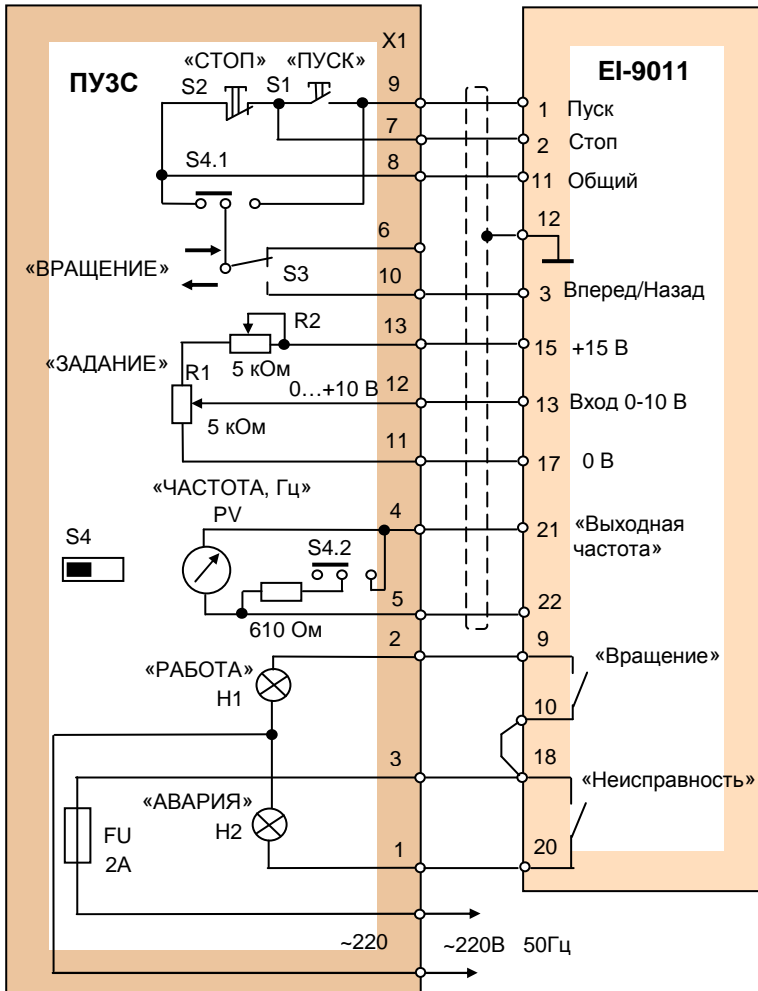 X1
ПУ3С
EI-9011
«СТОП» «ПУСК»
S2 S1 9
1 Пуск
7
2 Стоп
S4.1 8
11 Общий
12
6
«ВРАЩЕНИЕ»
S3 10
3 Вперед/Назад
R2 13
15 +15 В
«ЗАДАНИЕ»
R1 5 кОм
0…+10 В 12
13 Вход 0-10 В
5 кОм
11
17 0 В
«ЧАСТОТА, Гц»
PV 4
21 «Выходная
частота»
S4
S4.2
5
22
610 Ом
2 9
«РАБОТА»
H1
«Вращение»
10
3 18
«АВАРИЯ»
H2
«Неисправность»
FU
2А
1 20
~220 ~220В 50Гц